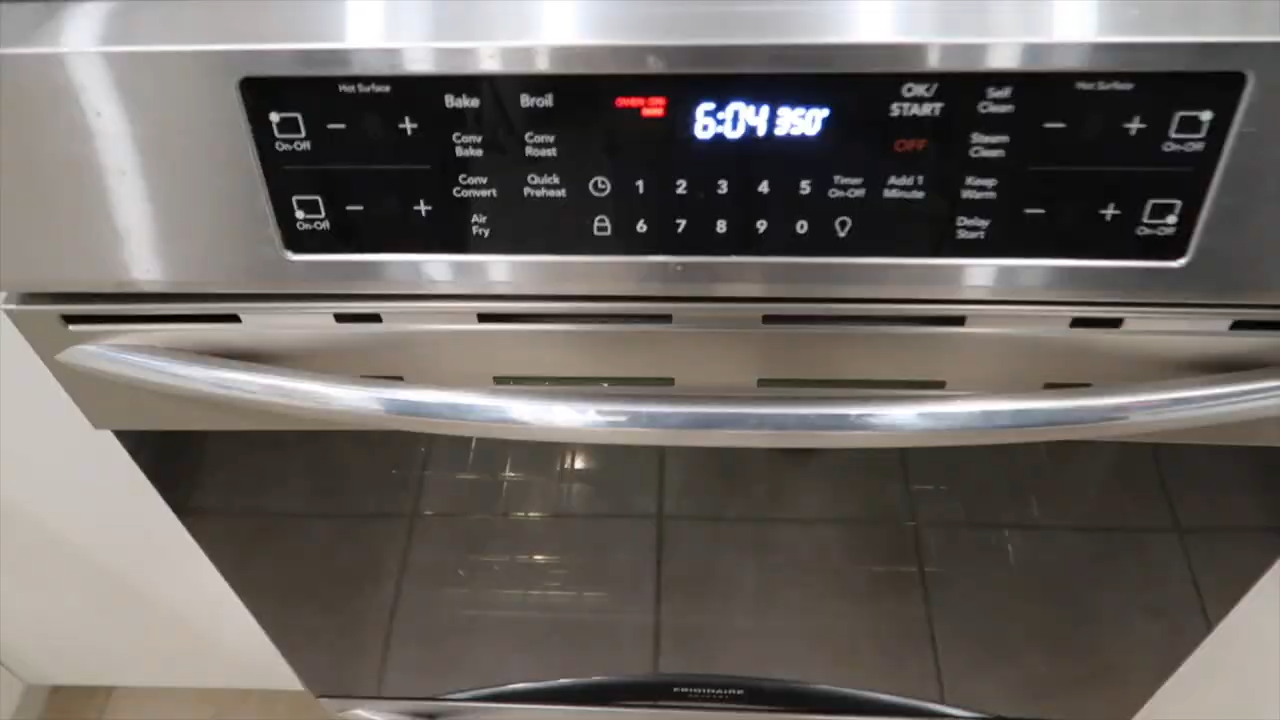 Hot Surface
On-Off
On-Off
Bake
Broil
Conv
Bake
Conv
Roast
Conv
Convert
Quick
Preheat
Air
Fry
6:04 350°
1 2 3 4 5
6 7 8 9 0
Timer
On-Off
OK/
START
OFF
Add 1
Minute
Self
Clean
Steam
Clean
Keep
Warm
Delay
Start
Hot Surface
On-Off
On-Off
FRIGIDAIRE